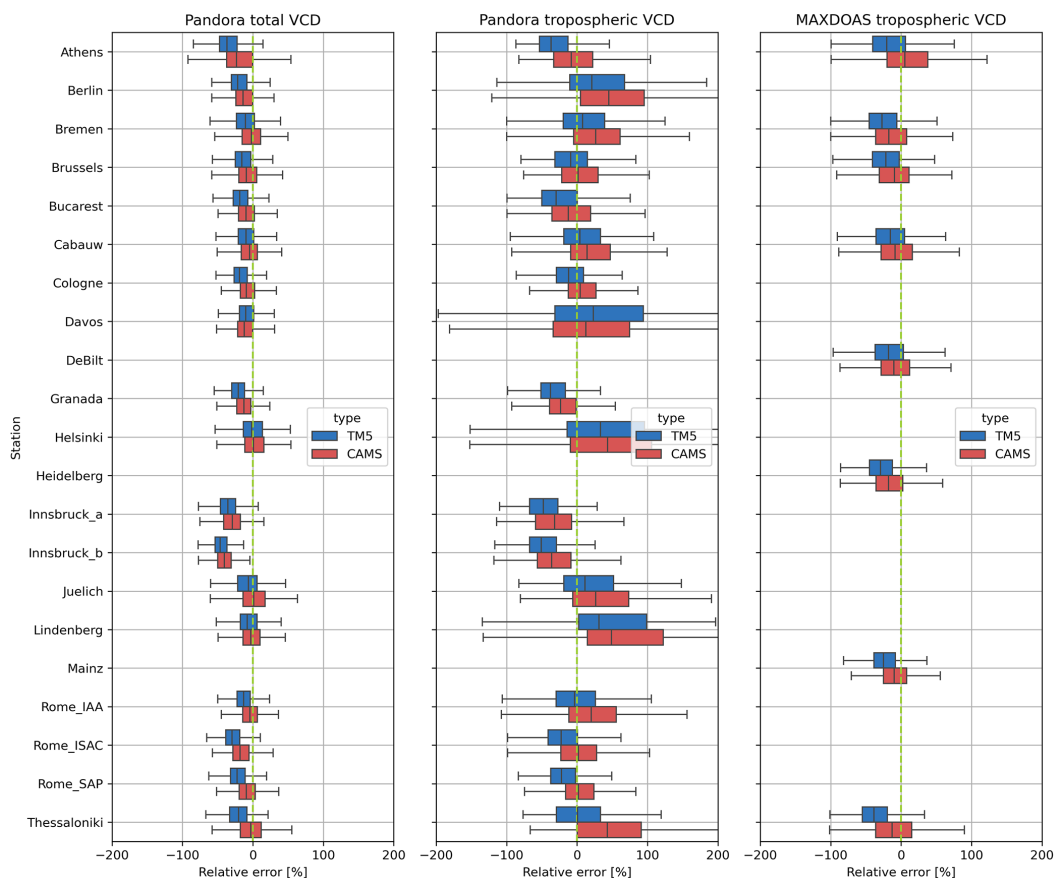 Pandora total VCD
Pandora tropospheric VCD
MAXDOAS tropospheric VCD
Station
Athens
Berlin
Bremen
Brussels
Bucarest
Cabauw
Cologne
Davos
DeBilt
Granada
Helsinki
Heidelberg
Innsbruck_a
Innsbruck_b
Juelich
Lindenberg
Mainz
Rome_IAA
Rome_ISAC
Rome_SAP
Thessaloniki
type
TM5
CAMS
type
TM5
CAMS
type
TM5
CAMS
−200 −100 0 100 200
−200 −100 0 100 200
−200 −100 0 100 200
Relative error [%]
Relative error [%]
Relative error [%]